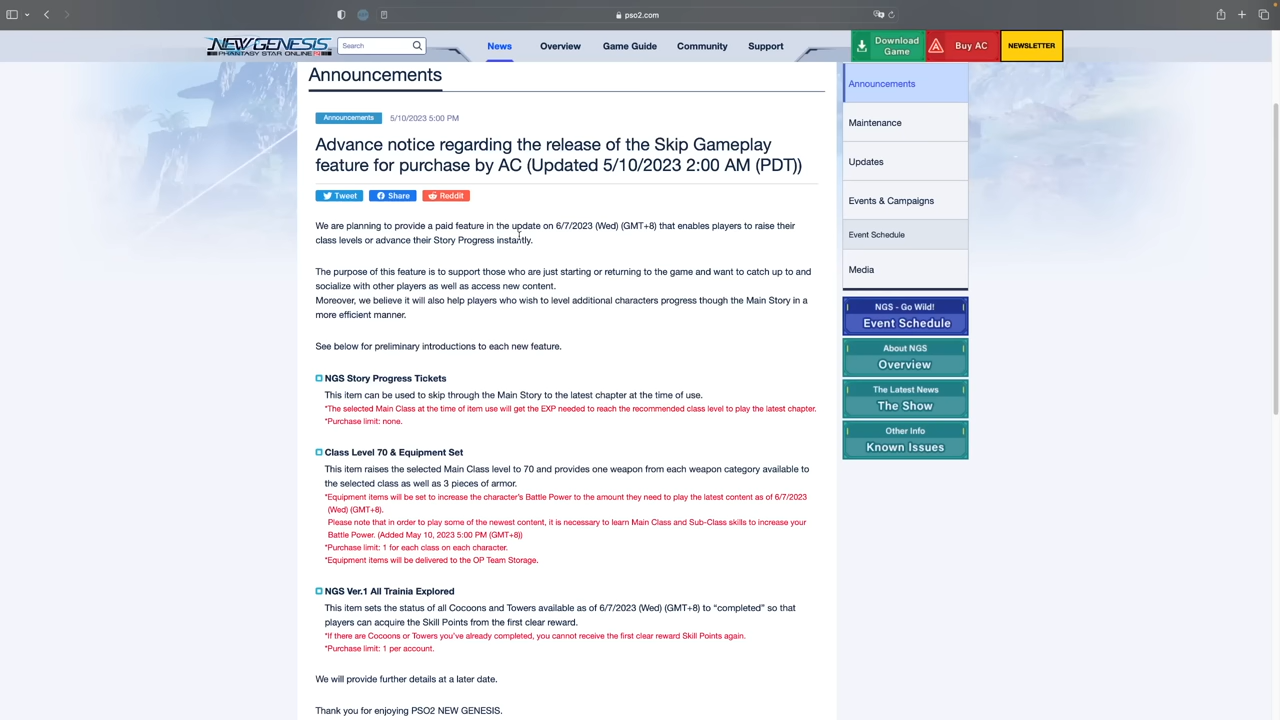 pso2.com
NEW GENESIS
PHANTASY STAR ONLINE 2
Search
News
Overview
Game Guide
Community
Support
Download
Game
Buy AC
NEWSLETTER
Announcements
Announcements
5/10/2023 5:00 PM
Advance notice regarding the release of the Skip Gameplay
feature for purchase by AC (Updated 5/10/2023 2:00 AM (PDT))
Tweet
Share
Reddit
We are planning to provide a paid feature in the update on 6/7/2023 (Wed) (GMT+8) that enables players to raise their
class levels or advance their Story Progress instantly.
The purpose of this feature is to support those who are just starting or returning to the game and want to catch up to and
socialize with other players as well as access new content.
Moreover, we believe it will also help players who wish to level additional characters progress though the Main Story in a
more efficient manner.
See below for preliminary introductions to each new feature.
NGS Story Progress Tickets
This item can be used to skip through the Main Story to the latest chapter at the time of use.
*The selected Main Class at the time of item use will get the EXP needed to reach the recommended class level to play the latest chapter.
*Purchase limit: none.
Class Level 70 & Equipment Set
This item raises the selected Main Class level to 70 and provides one weapon from each weapon category available to
the selected class as well as 3 pieces of armor.
*Equipment items will be set to increase the character's Battle Power to the amount they need to play the latest content as of 6/7/2023
(Wed) (GMT+8).
Please note that in order to play some of the newest content, it is necessary to learn Main Class and Sub-Class skills to increase your
Battle Power. (Added May 10, 2023 5:00 PM (GMT+8))
*Purchase limit: 1 for each class on each character.
*Equipment items will be delivered to the OP Team Storage.
NGS Ver.1 All Trainia Explored
This item sets the status of all Cocoons and Towers available as of 6/7/2023 (Wed) (GMT+8) to “completed” so that
players can acquire the Skill Points from the first clear reward.
*If there are Cocoons or Towers you've already completed, you cannot receive the first clear reward Skill Points again.
*Purchase limit: 1 per account.
We will provide further details at a later date.
Thank you for enjoying PSO2 NEW GENESIS.
Announcements
Maintenance
Updates
Events & Campaigns
Event Schedule
Media
NGS - Go Wild!
Event Schedule
About NGS
Overview
The Latest News
The Show
Other Info
Known Issues